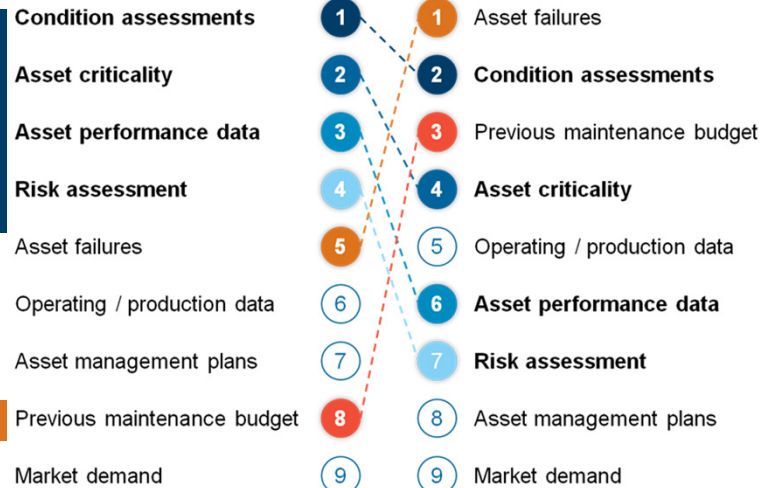 Condition assessments 1 1 Asset failures
Asset criticality 2 2 Condition assessments
Asset performance data 3 3 Previous maintenance budget
Risk assessment 4 4 Asset criticality
Asset failures 5 5 Operating / production data
Operating / production data 6 6 Asset performance data
Asset management plans 7 7 Risk assessment
Previous maintenance budget 8 8 Asset management plans
Market demand 9 9 Market demand